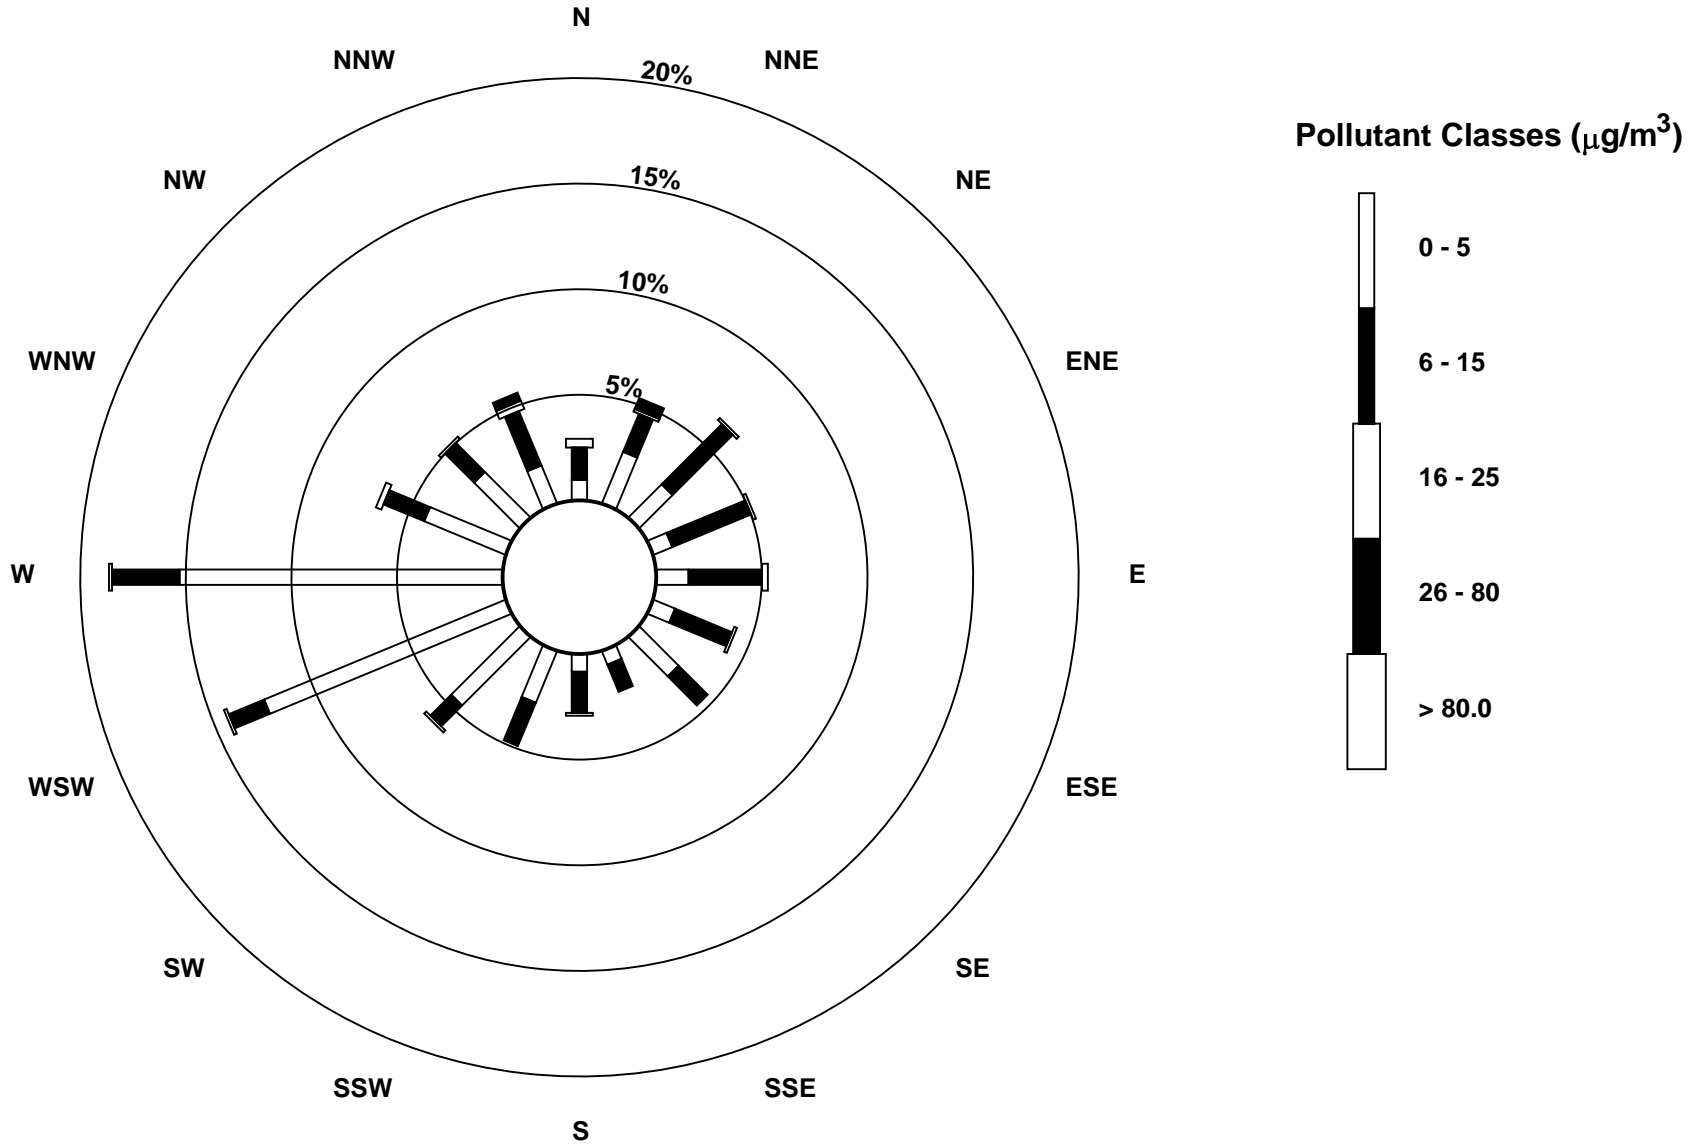 N
NNW
NNE
20%
Pollutant Classes (μg/m³)
NW
15%
NE
0 - 5
10%
WNW
ENE
6 - 15
5%
16 - 25
W
E
26 - 80
> 80.0
WSW
ESE
SW
SE
SSW
SSE
S